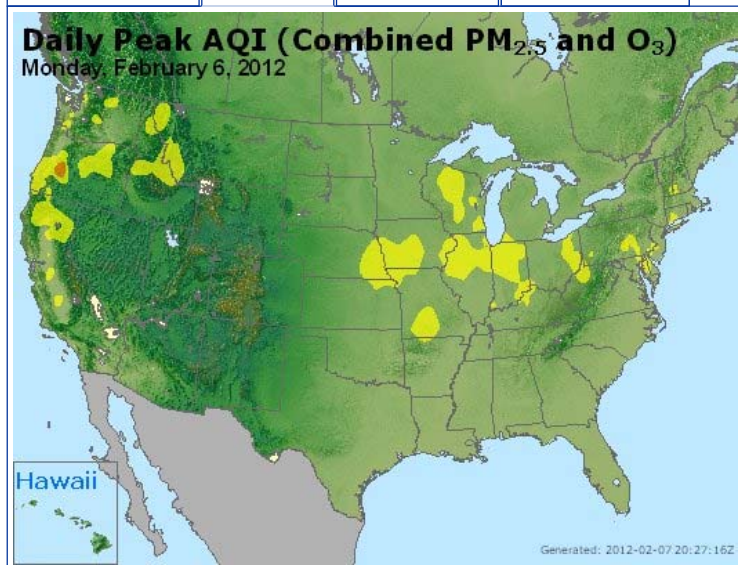 Daily Peak AQI (Combined PM2.5 and O3)
Monday, February 6, 2012
Hawaii
Generated: 2012-02-07 20:27:16Z